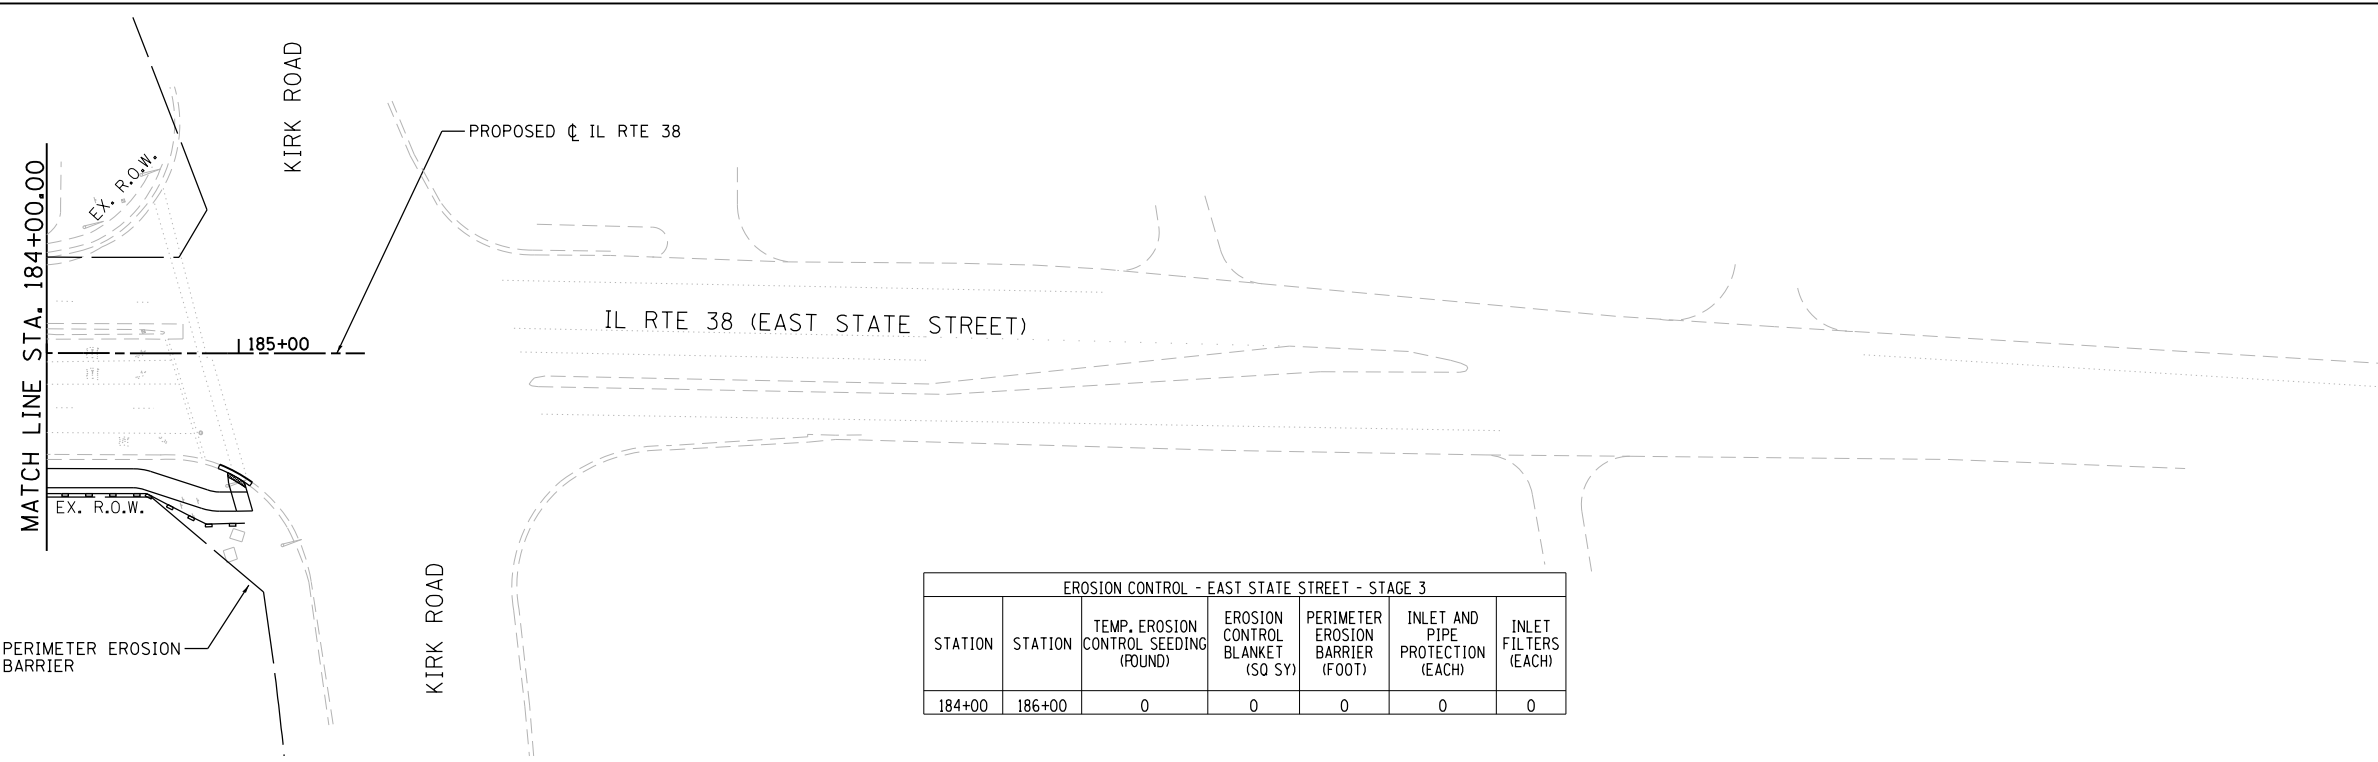 KIRK ROAD
PROPOSED ℄ IL RTE 38
EX. R.O.W.
MATCH LINE STA. 184+00.00
IL RTE 38 (EAST STATE STREET)
185+00
EX. R.O.W.
KIRK ROAD
PERIMETER EROSION
BARRIER
EROSION CONTROL - EAST STATE STREET - STAGE 3
STATION
STATION
TEMP. EROSION
CONTROL SEEDING
(POUND)
EROSION
CONTROL
BLANKET
(SQ SY)
PERIMETER
EROSION
BARRIER
(FOOT)
INLET AND
PIPE
PROTECTION
(EACH)
INLET
FILTERS
(EACH)
184+00 186+00 0 0 0 0 0